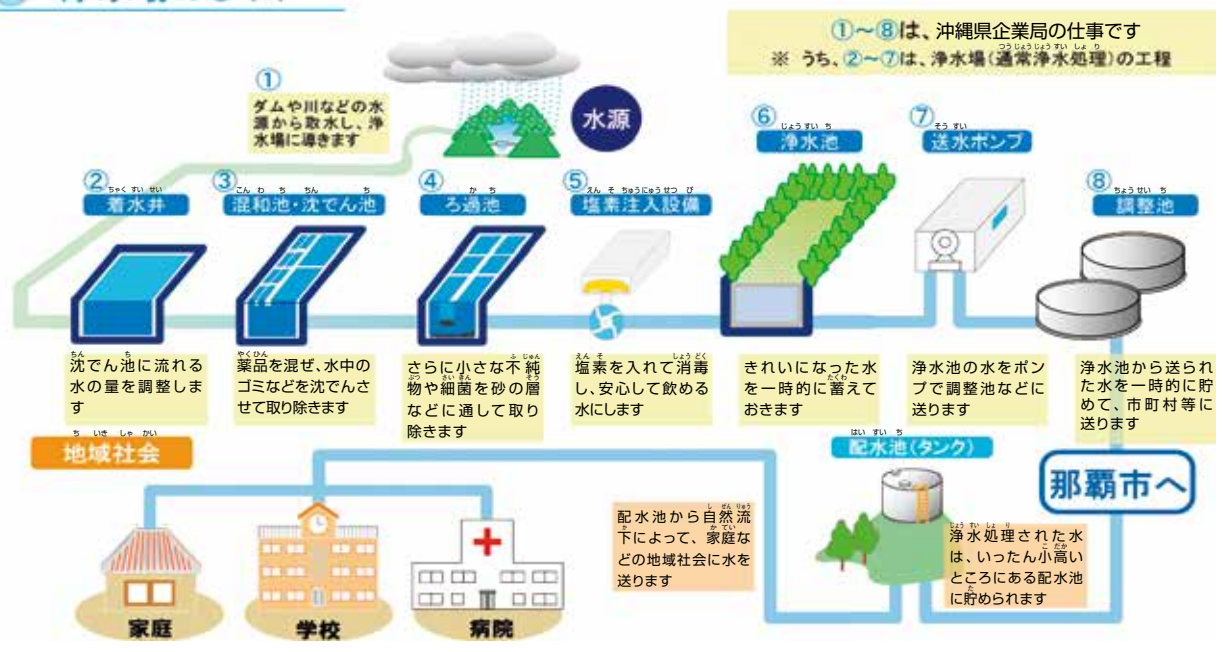 ①～⑧は、沖縄県企業局の仕事です
※ うち、②～⑦は、浄水場(通常浄水処理)の工程
①
ダムや川などの水
源から取水し、浄
水場に導きます
水源
②
着水井
沈でん池に流れる
水の量を調整しま
す
③
混和池・沈でん池
薬品を混ぜ、水中の
ゴミなどを沈でんさ
せて取り除きます
④
ろ過池
さらに小さな不純
物や細菌を砂の層
などに通して取り
除きます
⑤
塩素注入設備
塩素を入れて消毒
し、安心して飲める
水にします
⑥
浄水池
きれいになった水
を一時的に蓄えて
おきます
⑦
送水ポンプ
浄水池の水をポン
プで調整池などに
送ります
⑧
調整池
浄水池から送られ
た水を一時的に貯
めて、市町村等に
送ります
那覇市へ
配水池(タンク)
浄水処理された水
は、いったん小高い
ところにある配水池
に貯められます
配水池から自然流
下によって、家庭な
どの地域社会に水を
送ります
地域社会
家庭
学校
病院